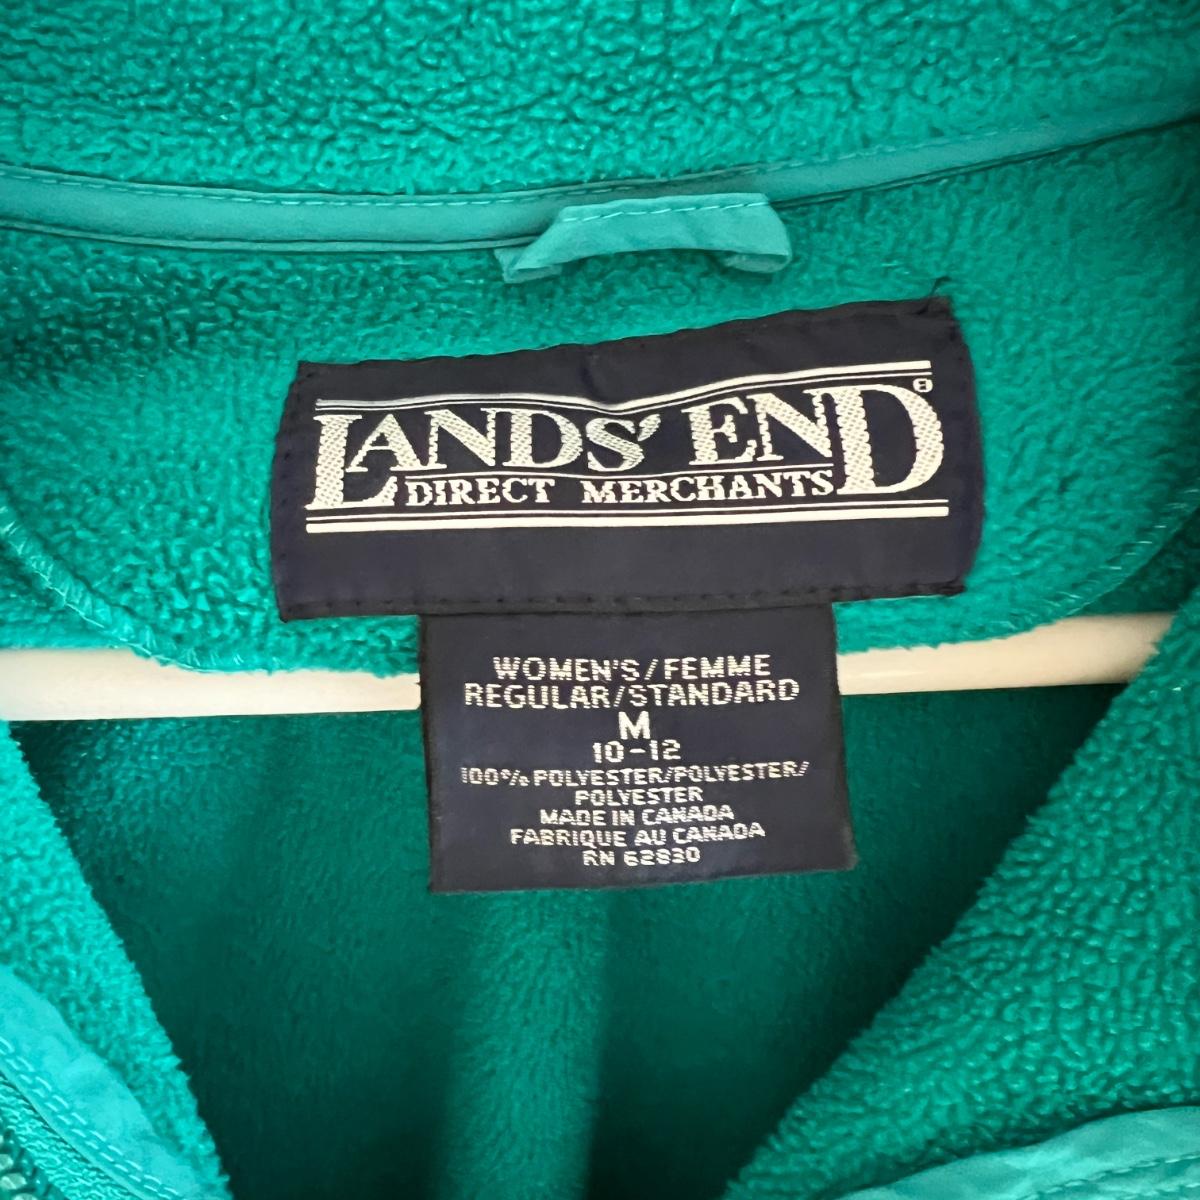 LANDS' END®
DIRECT MERCHANTS
WOMEN'S/FEMME
REGULAR/STANDARD
M
10-12
100% POLYESTER/POLYESTER/
POLYESTER
MADE IN CANADA
FABRIQUE AU CANADA
RN 62830